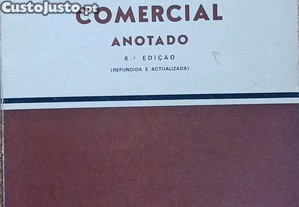 CustoJusto.pt
COMERCIAL
ANOTADO
6.ª EDIÇÃO
(REFUNDIDA E ACTUALIZADA)